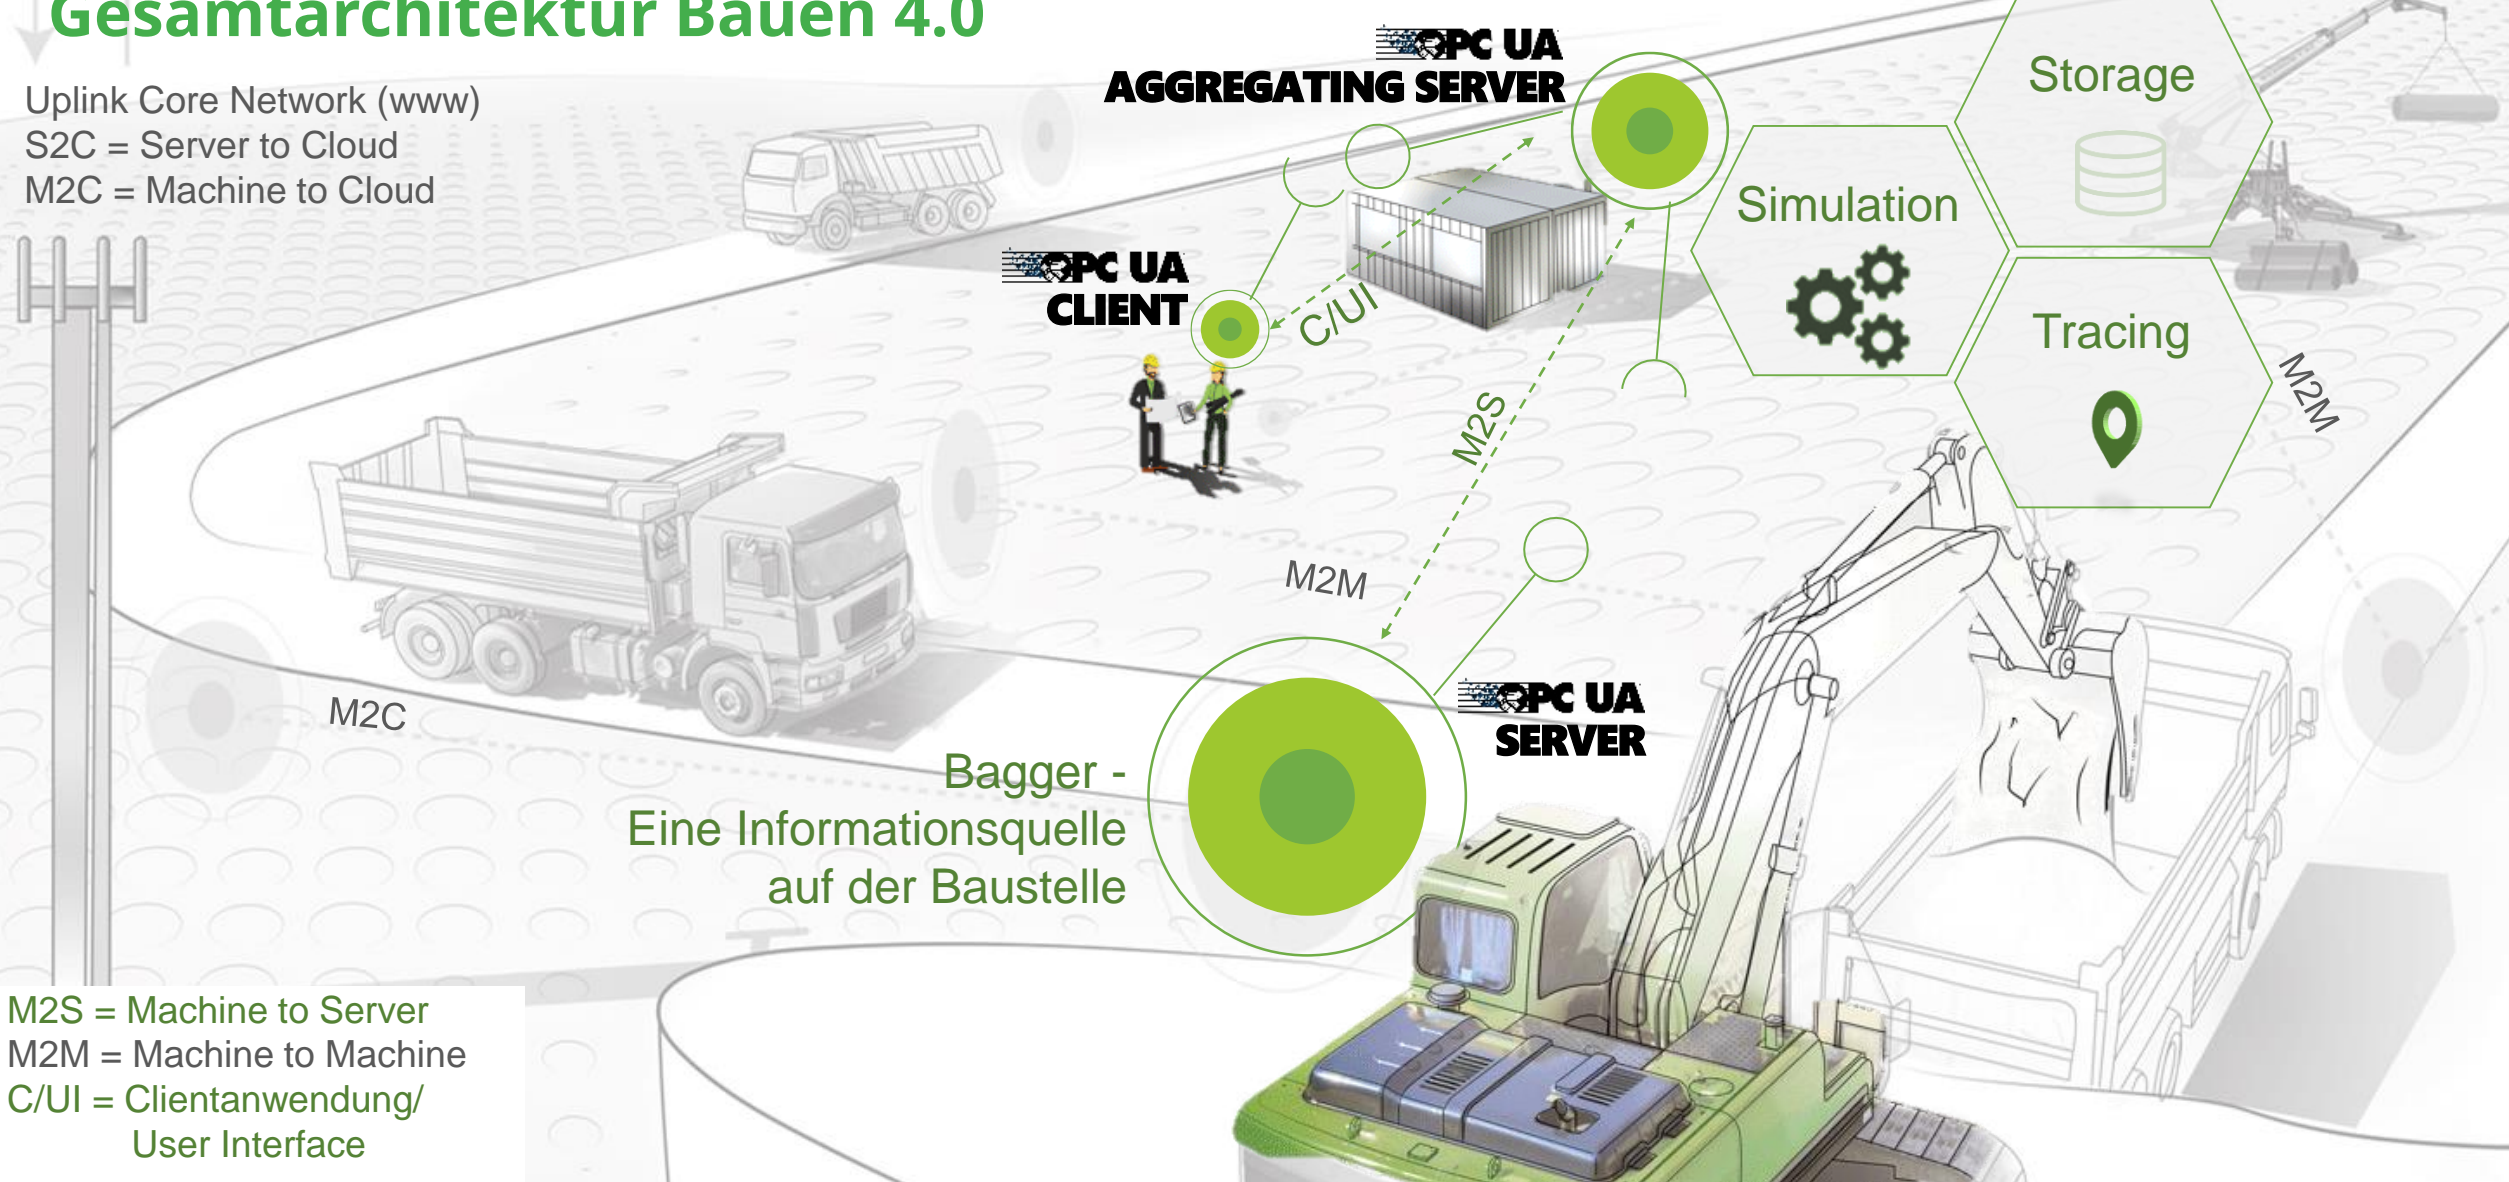 Gesamtarchitektur Bauen 4.0
Uplink Core Network (www)
S2C = Server to Cloud
M2C = Machine to Cloud
OPC UA
AGGREGATING SERVER
Storage
Simulation
Tracing
OPC UA
CLIENT
C/UI
M2S
M2M
M2M
M2C
OPC UA
SERVER
Bagger -
Eine Informationsquelle
auf der Baustelle
M2S = Machine to Server
M2M = Machine to Machine
C/UI = Clientanwendung/
User Interface